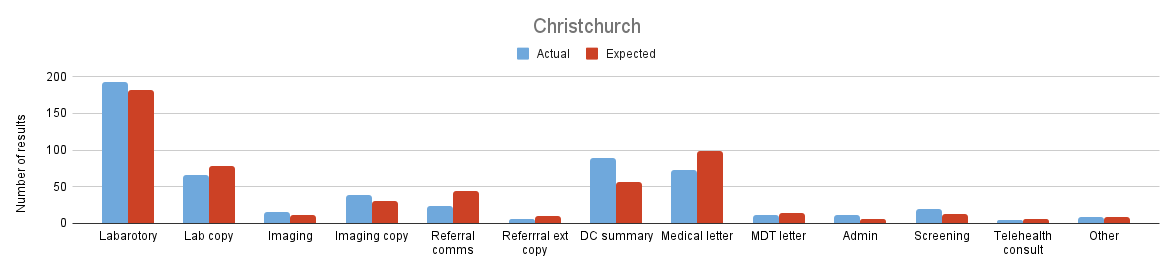 Christchurch
Actual
Expected
Number of results
200
150
100
50
0
Labarotory
Lab copy
Imaging
Imaging copy
Referral
comms
Referrral ext
copy
DC summary
Medical letter
MDT letter
Admin
Screening
Telehealth
consult
Other